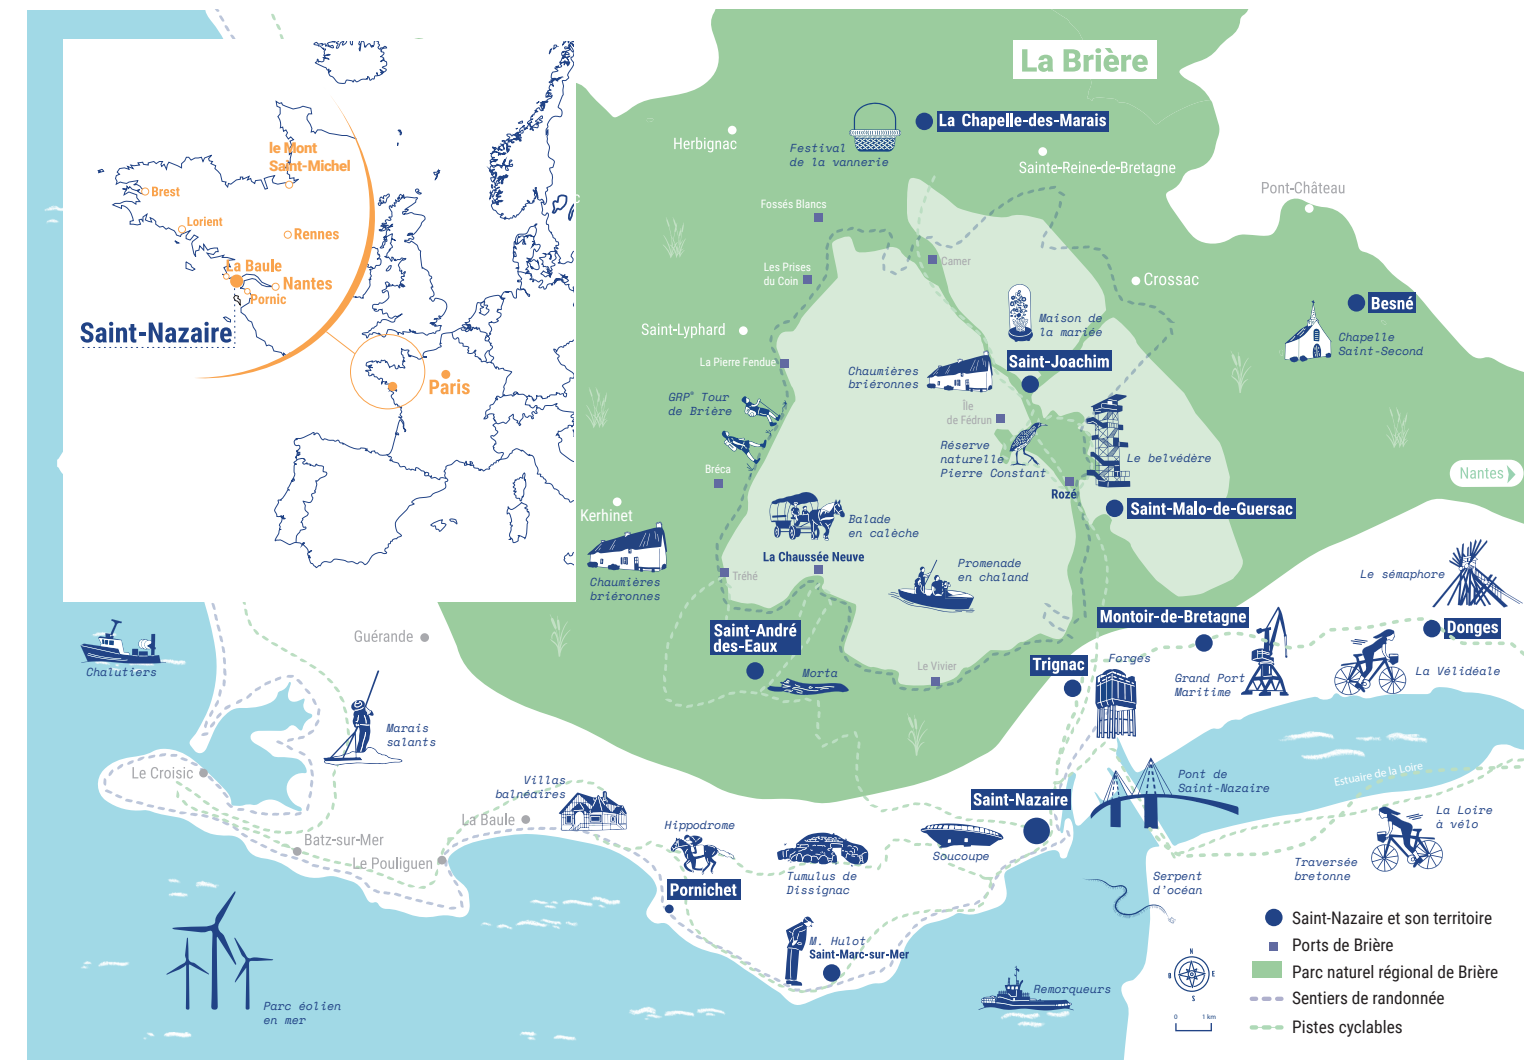 La Brière
La Chapelle-des-Marais
Herbignac
Festival
de la vannerie
Sainte-Reine-de-Bretagne
Pont-Château
Fossés Blancs
Camer
Les Prises
du Coin
Crossac
Besné
Maison de
la mariée
Saint-Lyphard
Chapelle
Saint-Second
La Pierre Fendue
Saint-Joachim
Chaumières
briéronnes
GRP® Tour
de Brière
Île
de Fédrun
Réserve
naturelle
Pierre Constant
Le belvédère
Bréca
Rozé
Nantes
Kerhinet
Saint-Malo-de-Guersac
Balade
en calèche
La Chaussée Neuve
Chaumières
briéronnes
Tréhé
Promenade
en chaland
Le sémaphore
le Mont
Saint-Michel
Brest
Lorient
Rennes
La Baule
Nantes
Pornic
Saint-Nazaire
Paris
Guérande
Chalutiers
Saint-André
des-Eaux
Morta
Le Vivier
Trignac
Forges
Montoir-de-Bretagne
Grand Port
Maritime
Donges
La Vélidéale
Marais
salants
Le Croisic
Villas
balnéaires
La Baule
Batz-sur-Mer
Le Pouliguen
Hippodrome
Pornichet
Tumulus de
Dissignac
Soucoupe
Saint-Nazaire
Pont de
Saint-Nazaire
Estuaire de la Loire
La Loire
à vélo
Traversée
bretonne
Serpent
d'océan
M. Hulot
Saint-Marc-sur-Mer
Remorqueurs
Parc éolien
en mer
N
O
E
S
0 1 km
Saint-Nazaire et son territoire
Ports de Brière
Parc naturel régional de Brière
Sentiers de randonnée
Pistes cyclables